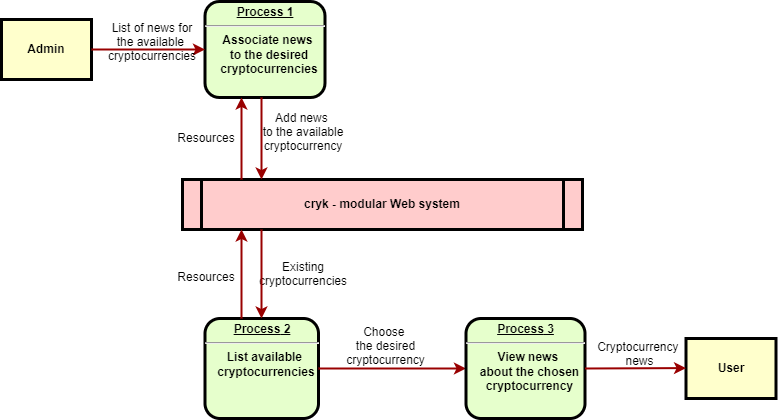 Process 1
Admin
List of news for
the available
cryptocurrencies
Associate news
to the desired
cryptocurrencies
Resources
Add news
to the available
cryptocurrency
cryk - modular Web system
Resources
Existing
cryptocurrencies
Process 2
List available
cryptocurrencies
Choose
the desired
cryptocurrency
Process 3
View news
about the chosen
cryptocurrency
Cryptocurrency
news
User